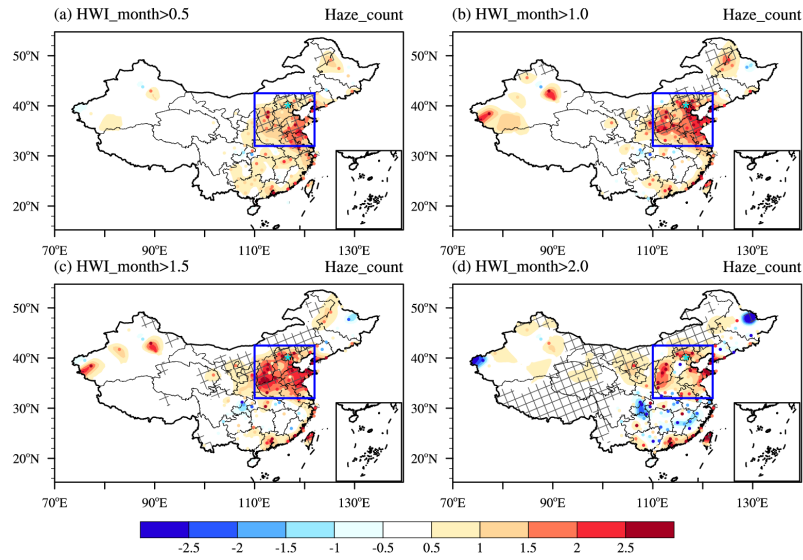 (a) HWI_month>0.5 Haze_count
(b) HWI_month>1.0 Haze_count
50°N
40°N
30°N
20°N
50°N
40°N
30°N
20°N
70°E 90°E 110°E 130°E
70°E 90°E 110°E 130°E
(c) HWI_month>1.5 Haze_count
(d) HWI_month>2.0 Haze_count
50°N
40°N
30°N
20°N
50°N
40°N
30°N
20°N
70°E 90°E 110°E 130°E
70°E 90°E 110°E 130°E
-2.5 -2 -1.5 -1 -0.5 0.5 1 1.5 2 2.5